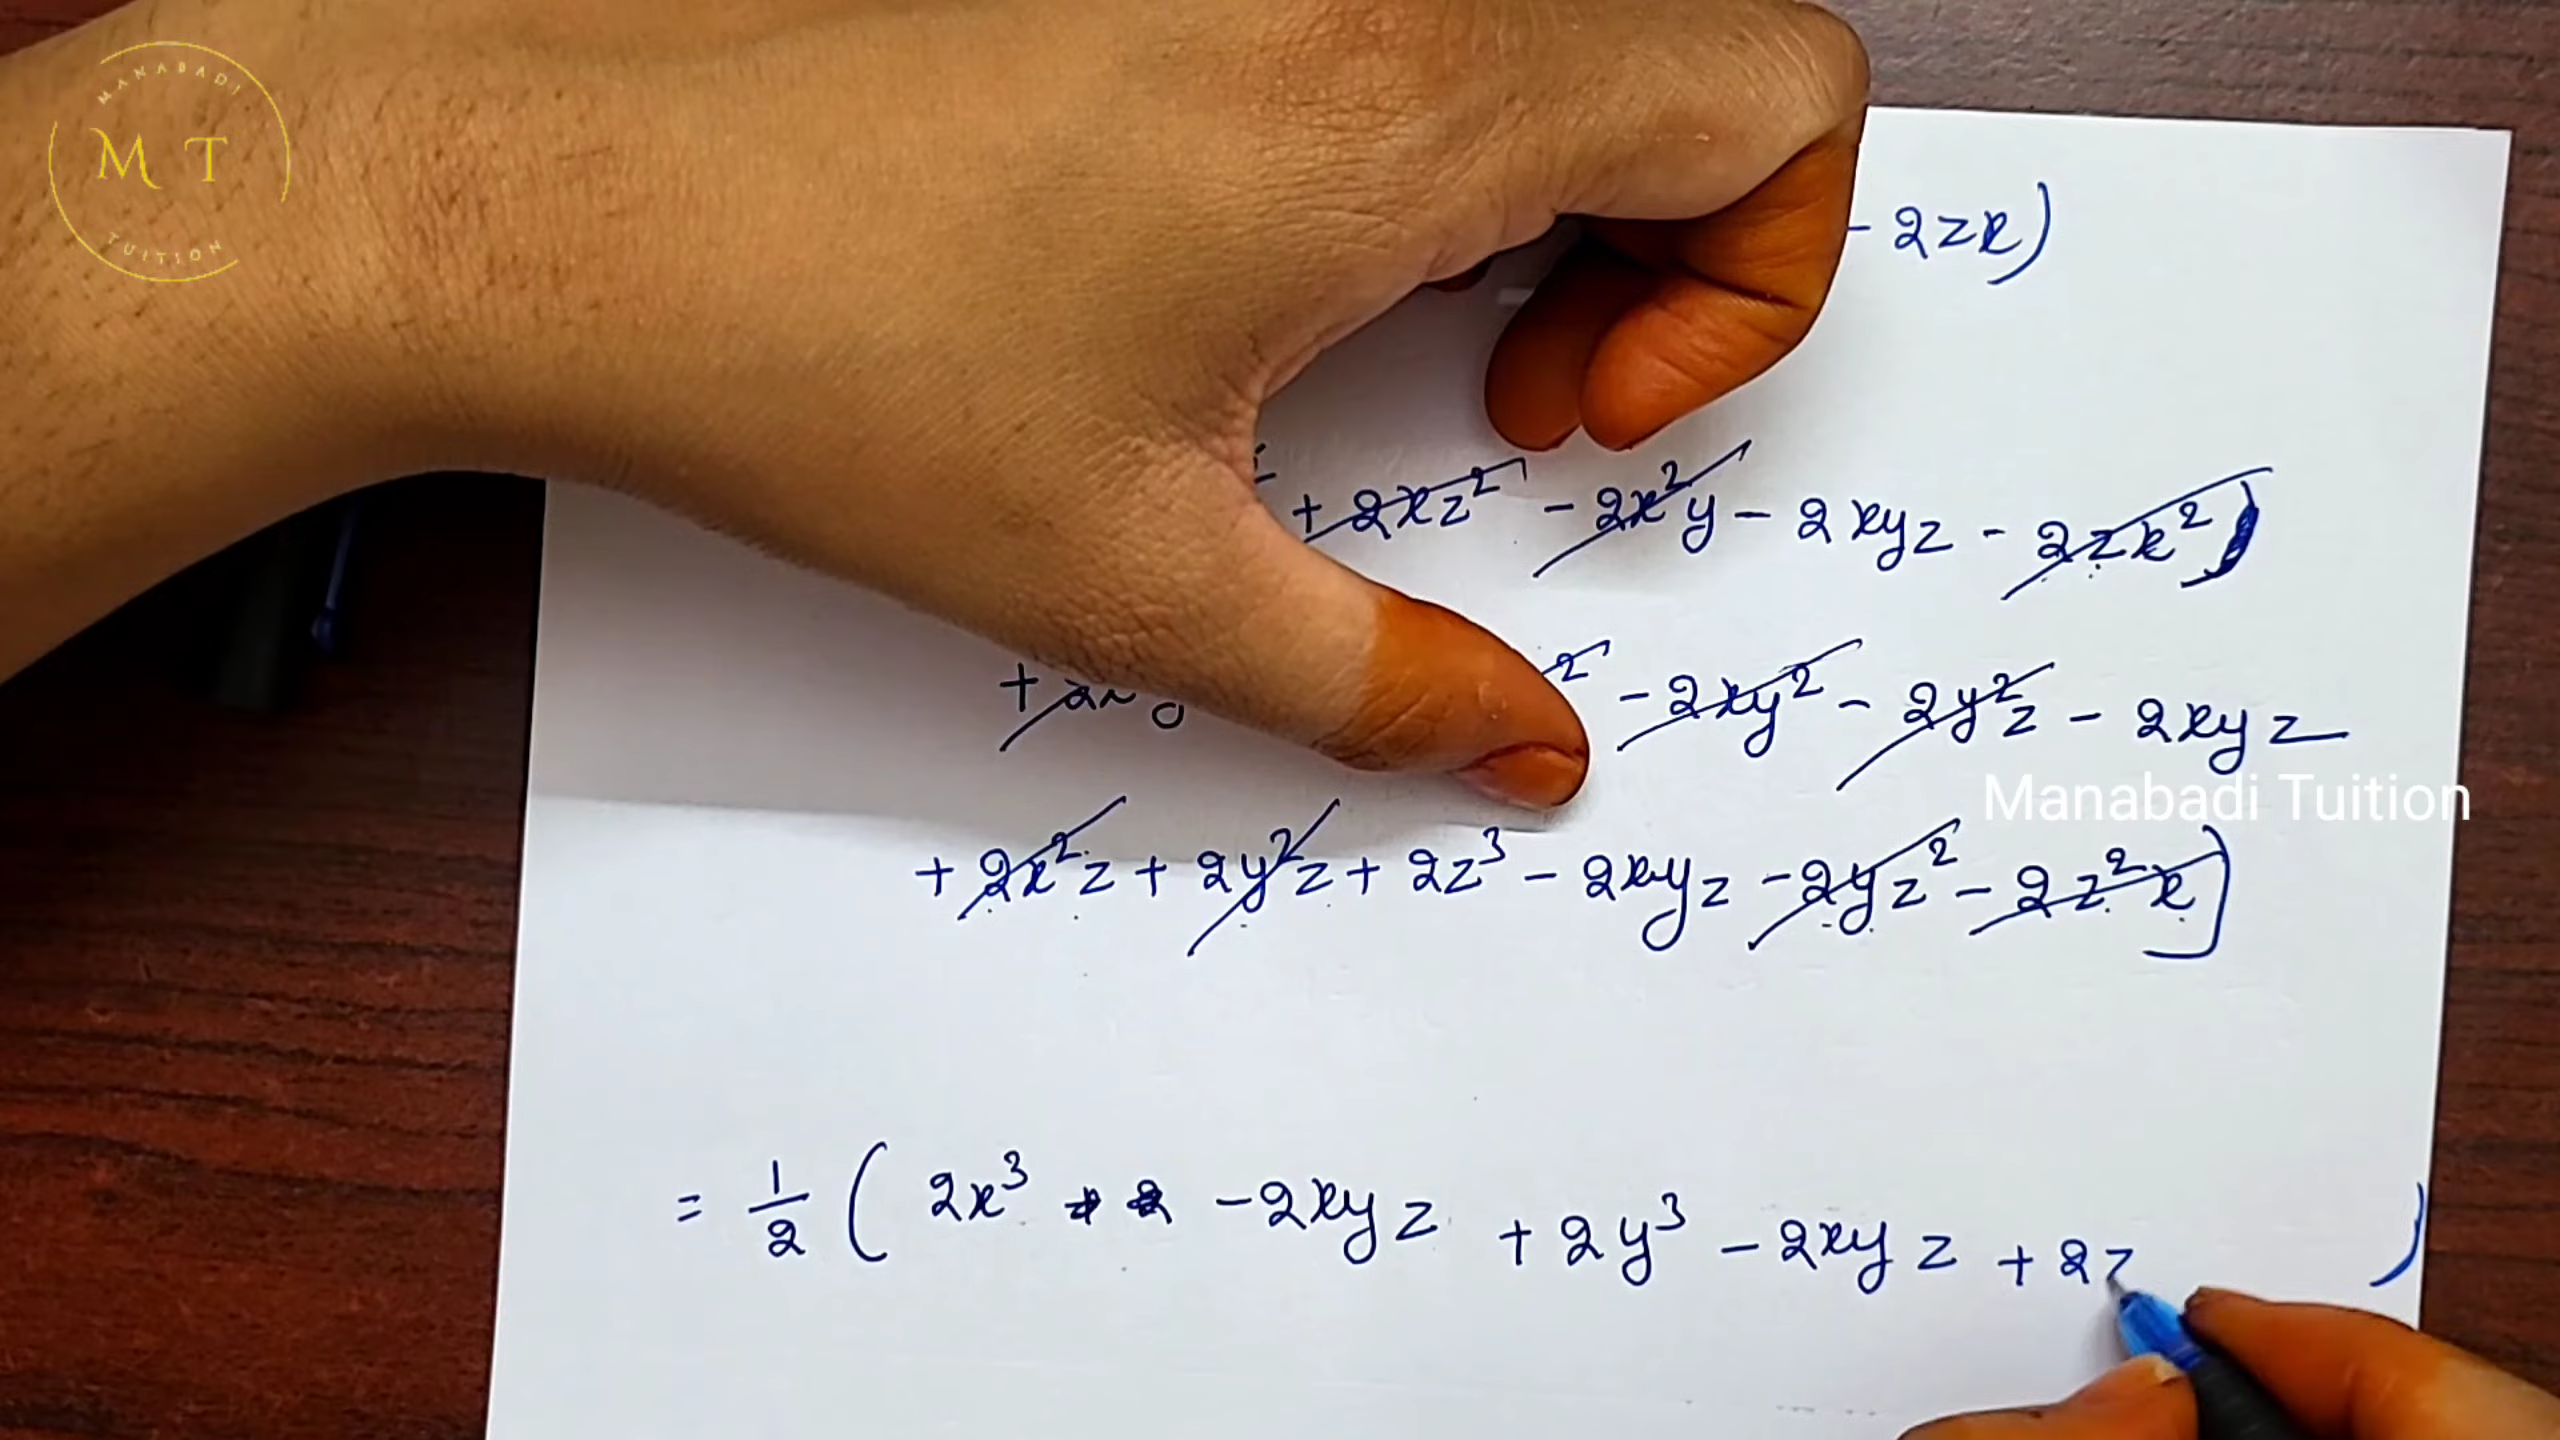 MANABADI
M T
TUITION
- 2zx)
+ 2xz² - 2x²y - 2xyz - 2zx²)
+ 2 - 2xy² - 2y²z - 2xyz
Manabadi Tuition
+ 2x²z + 2y²z + 2z³ - 2xyz - 2yz² - 2z²x]
= 1/2 ( 2x³ - 2xyz + 2y³ - 2xyz + 2z )